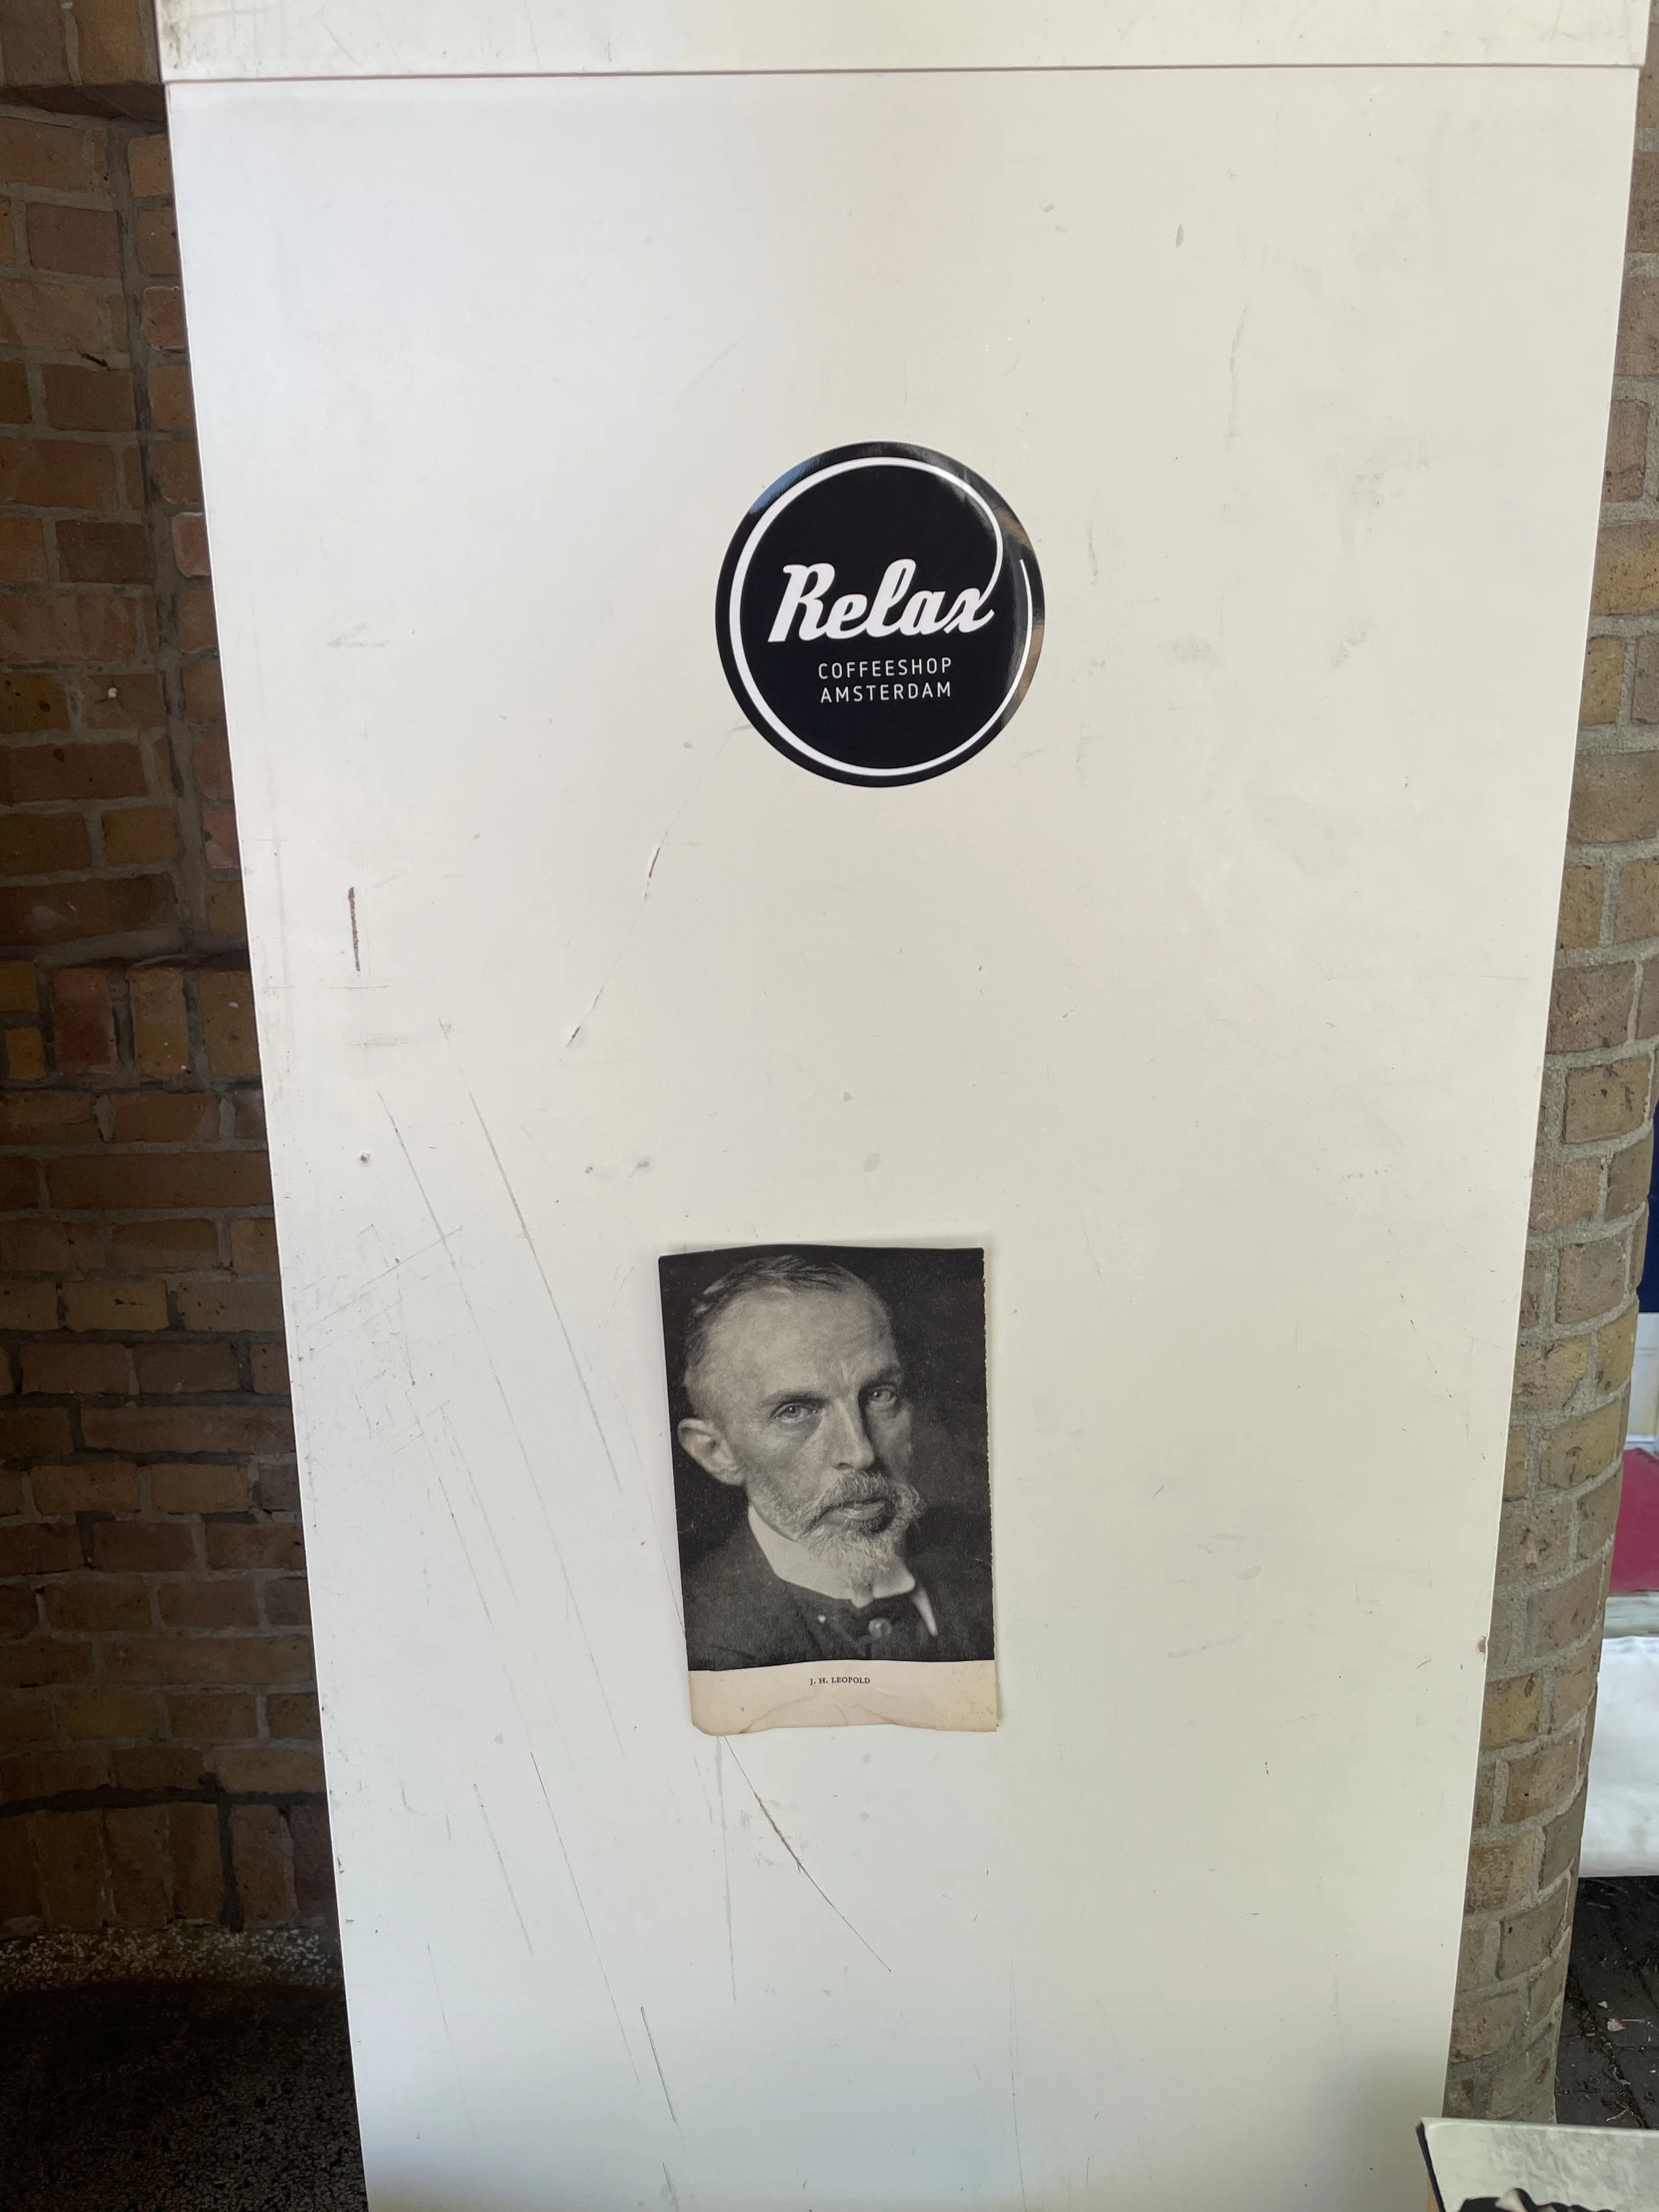 Relax
COFFEESHOP
AMSTERDAM
J. H. LEOPOLD